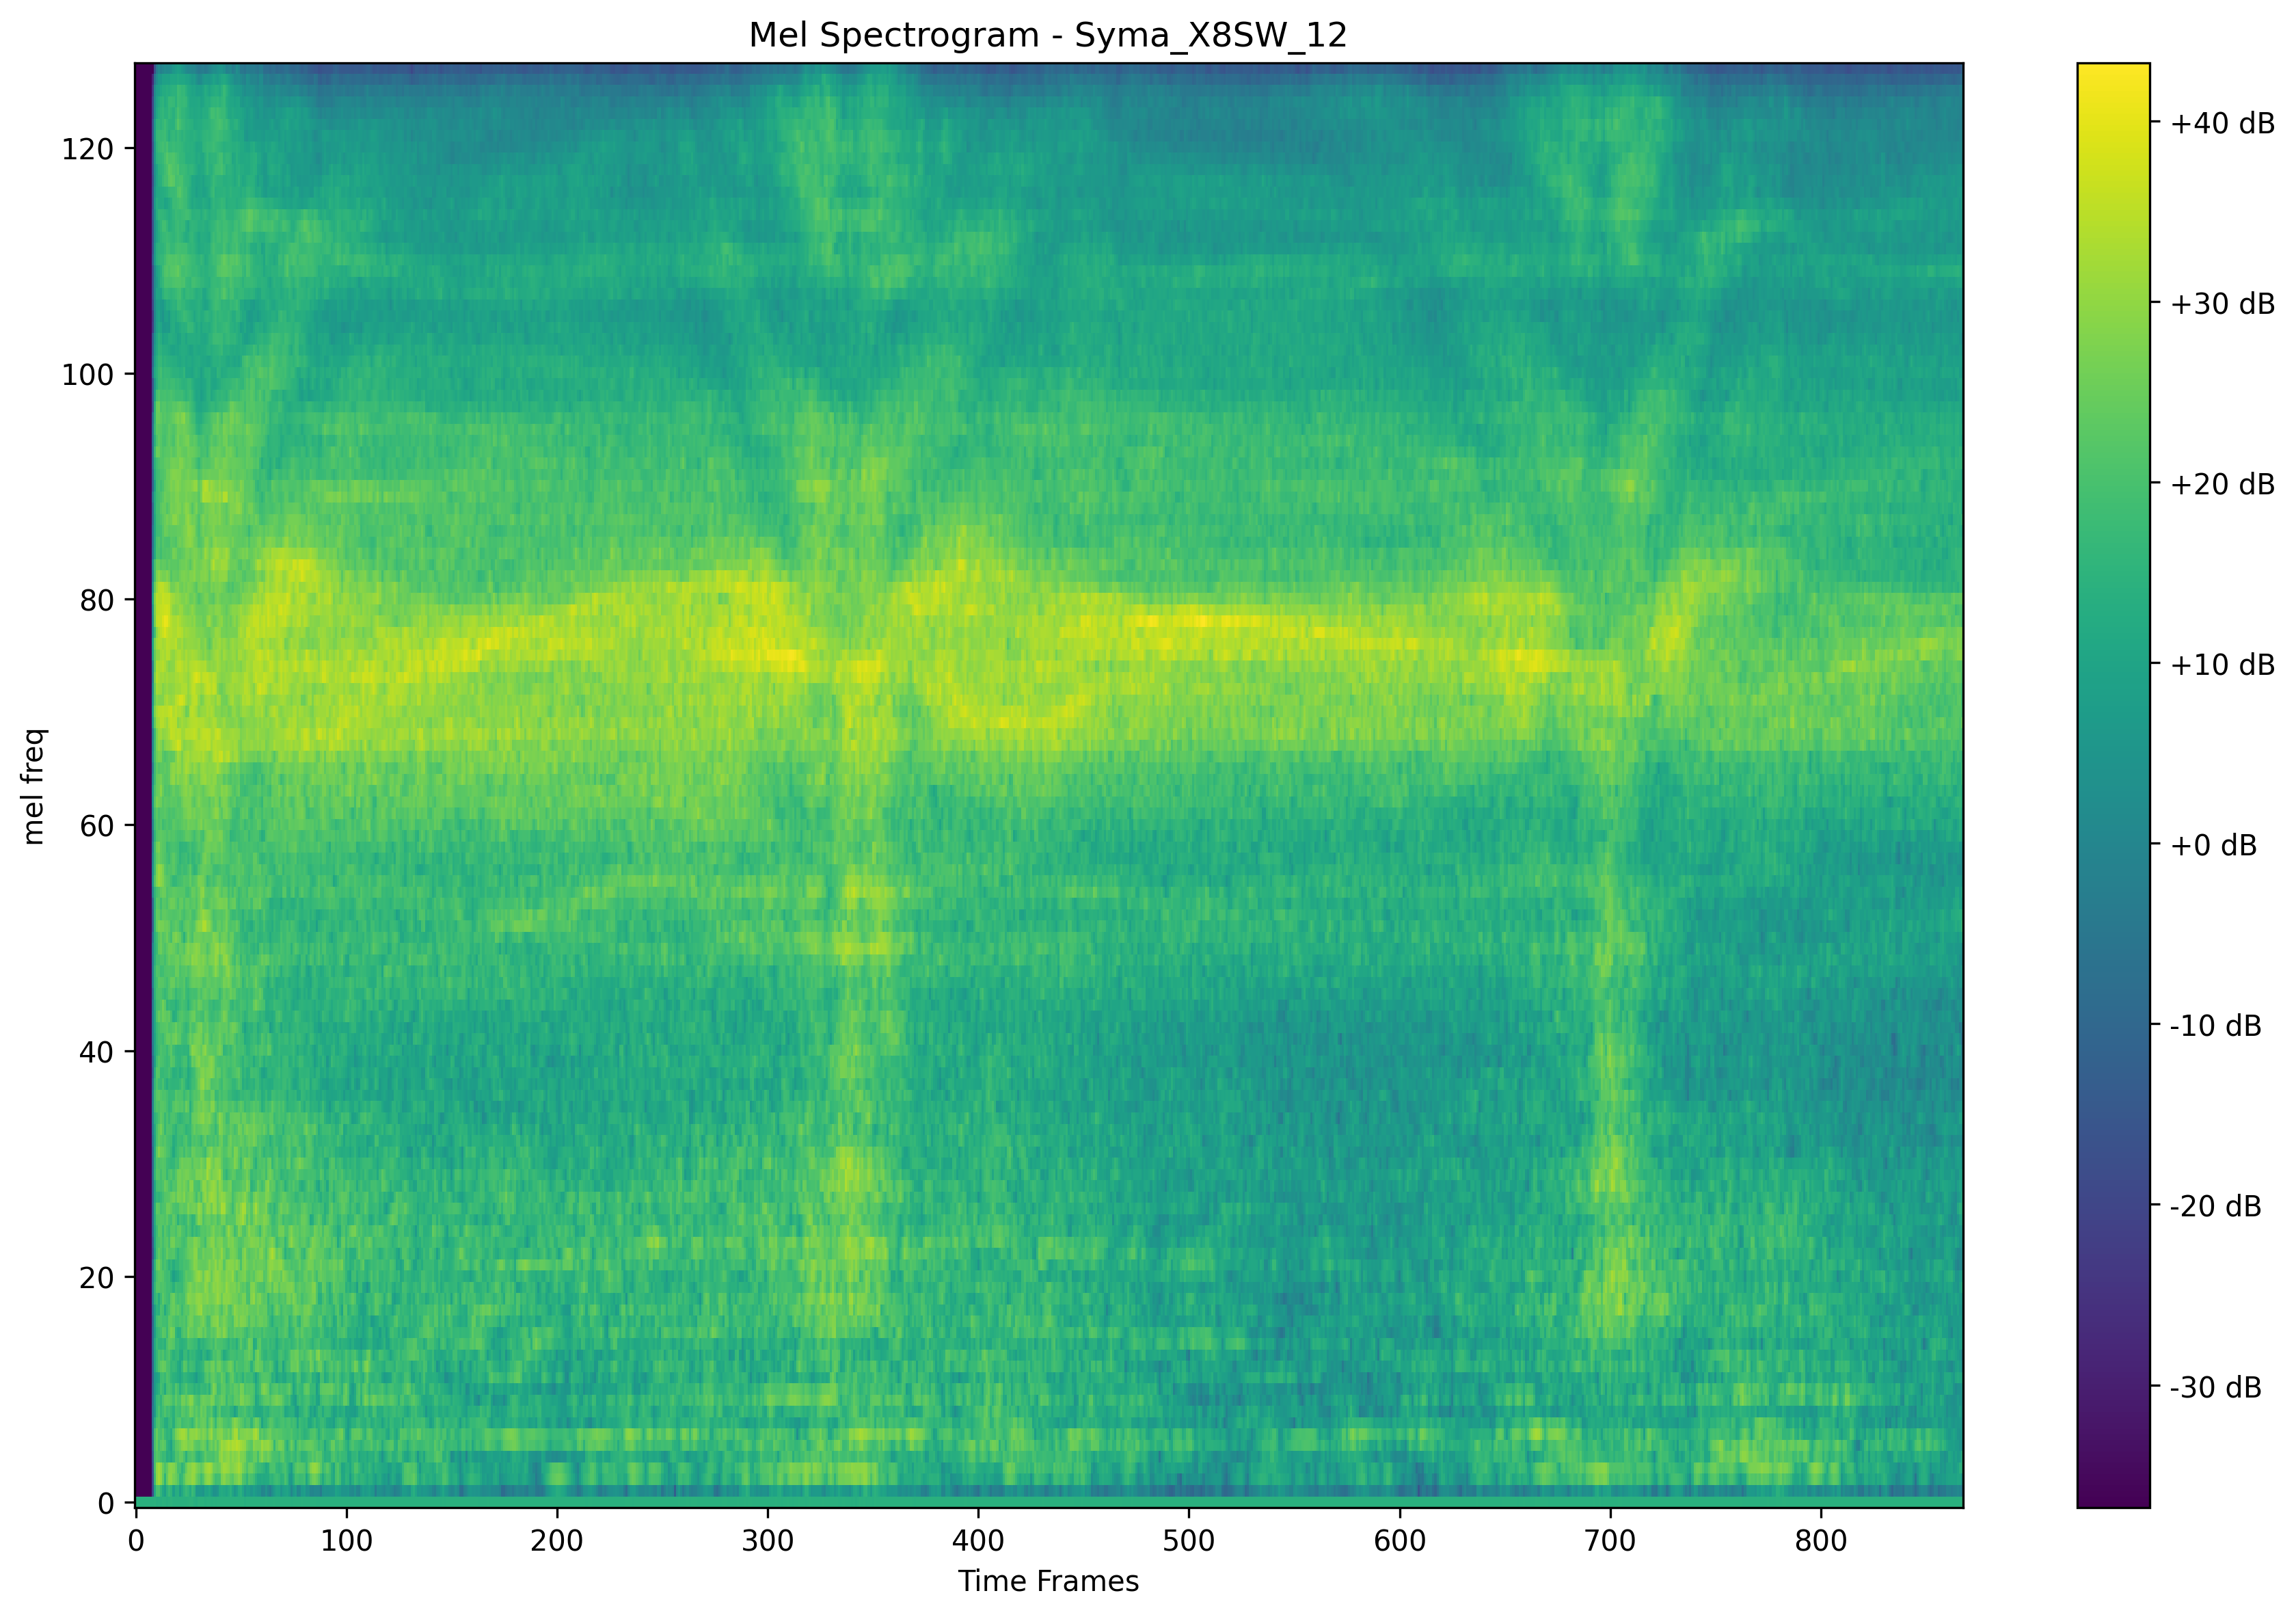 Mel Spectrogram - Syma_X8SW_12
mel freq
120
100
80
60
40
20
0
0 100 200 300 400 500 600 700 800
Time Frames
+40 dB
+30 dB
+20 dB
+10 dB
+0 dB
-10 dB
-20 dB
-30 dB